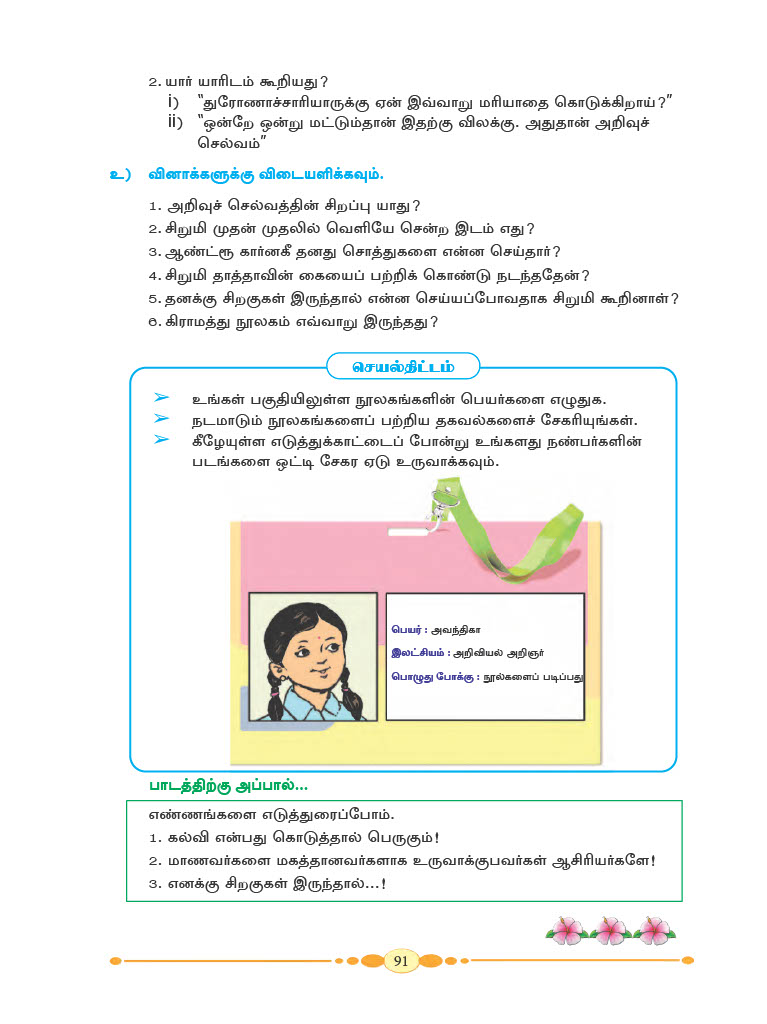 2. யார் யாரிடம் கூறியது?
i) “துரோணாச்சாரியாருக்கு ஏன் இவ்வாறு மரியாதை கொடுக்கிறாய்?”
ii) “ஒன்றே ஒன்று மட்டும்தான் இதற்கு விலக்கு. அதுதான் அறிவுச்
செல்வம்”
உ) வினாக்களுக்கு விடையளிக்கவும்.
1. அறிவுச் செல்வத்தின் சிறப்பு யாது?
2. சிறுமி முதன் முதலில் வெளியே சென்ற இடம் எது?
3. ஆண்ட்ரூ கார்னகீ தனது சொத்துகளை என்ன செய்தார்?
4. சிறுமி தாத்தாவின் கையைப் பற்றிக் கொண்டு நடந்ததேன்?
5. தனக்கு சிறகுகள் இருந்தால் என்ன செய்யப்போவதாக சிறுமி கூறினாள்?
6. கிராமத்து நூலகம் எவ்வாறு இருந்தது?
செயல்திட்டம்
➢ உங்கள் பகுதியிலுள்ள நூலகங்களின் பெயர்களை எழுதுக.
➢ நடமாடும் நூலகங்களைப் பற்றிய தகவல்களைச் சேகரியுங்கள்.
➢ கீழேயுள்ள எடுத்துக்காட்டைப் போன்று உங்களது நண்பர்களின்
படங்களை ஒட்டி சேகர ஏடு உருவாக்கவும்.
பெயர் : அவந்திகா
இலட்சியம் : அறிவியல் அறிஞர்
பொழுது போக்கு : நூல்களைப் படிப்பது
பாடத்திற்கு அப்பால்...
எண்ணங்களை எடுத்துரைப்போம்.
1. கல்வி என்பது கொடுத்தால் பெருகும்!
2. மாணவர்களை மகத்தானவர்களாக உருவாக்குபவர்கள் ஆசிரியர்களே!
3. எனக்கு சிறகுகள் இருந்தால்...!
91